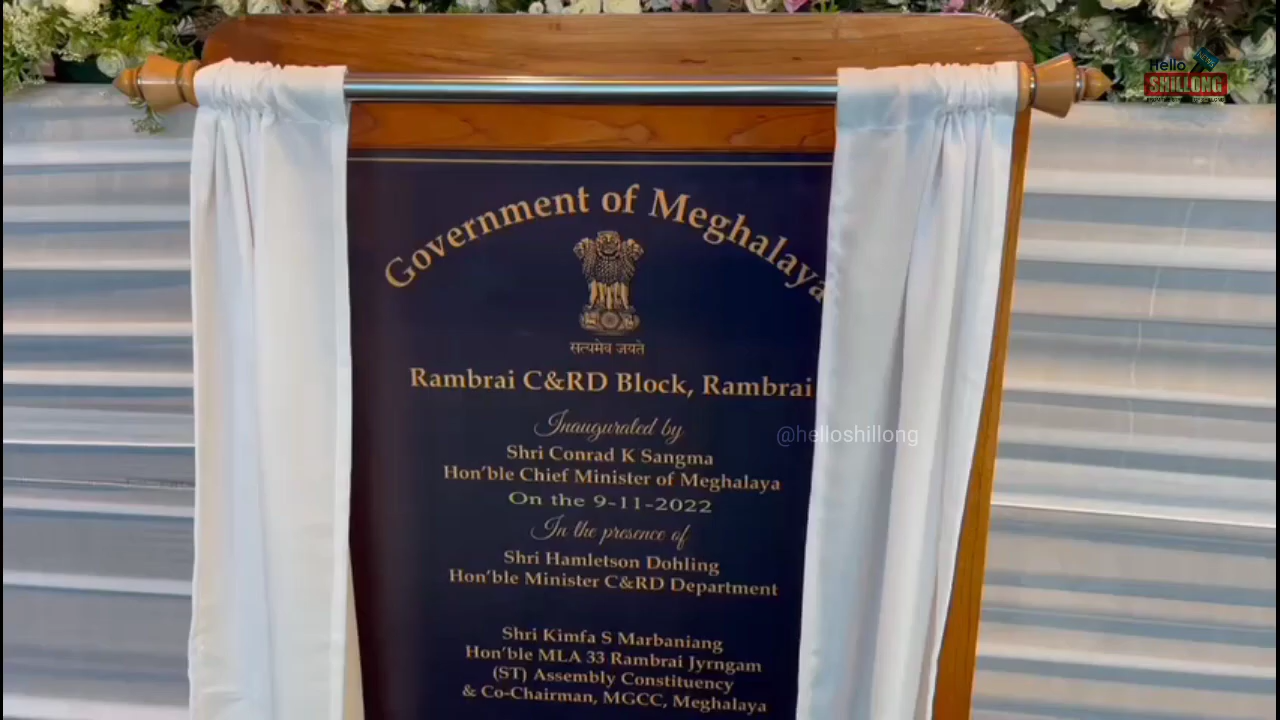 Hello
SHILLONG
Government of Meghalaya
सत्यमेव जयते
Rambrai C&RD Block, Rambrai
Inaugurated by
@helloshillong
Shri Conrad K Sangma
Hon'ble Chief Minister of Meghalaya
On the 9-11-2022
In the presence of
Shri Hamletson Dohling
Hon'ble Minister C&RD Department
Shri Kimfa S Marbaniang
Hon'ble MLA 33 Rambrai Jyrngam
(ST) Assembly Constituency
& Co-Chairman, MGCC, Meghalaya